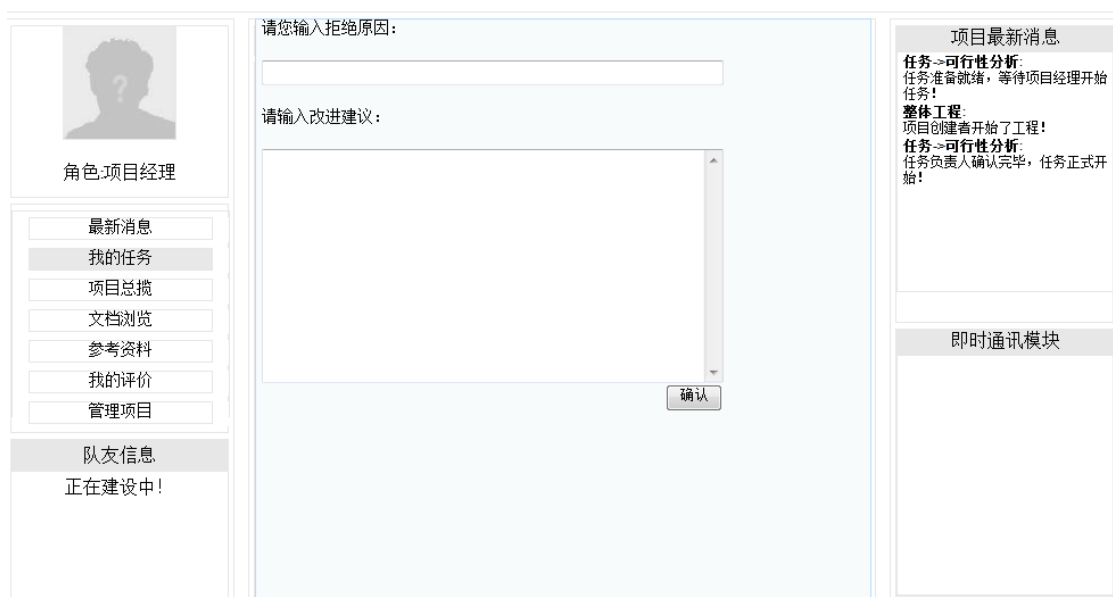 角色:项目经理
最新消息
我的任务
项目总揽
文档浏览
参考资料
我的评价
管理项目
队友信息
正在建设中!
请您输入拒绝原因:
请输入改进建议:
确认
项目最新消息
任务->可行性分析:
任务准备就绪，等待项目经理开始
任务!
整体工程:
项目创建者开始了工程!
任务->可行性分析:
任务负责人确认完毕，任务正式开
始!
即时通讯模块